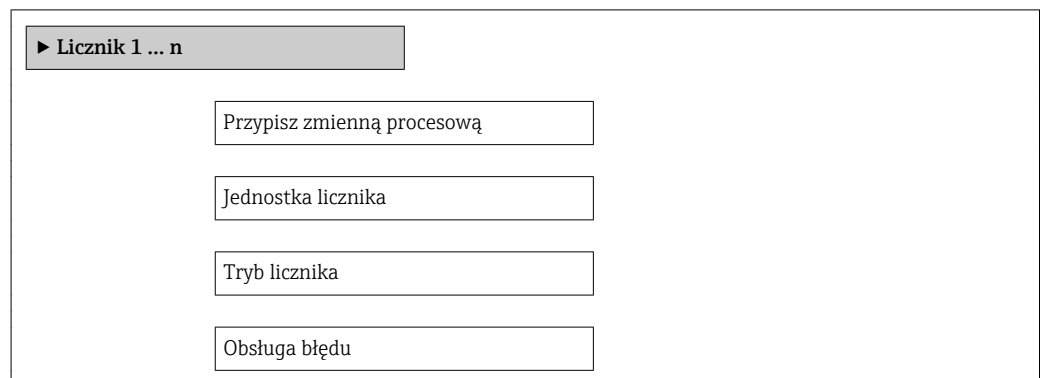 ▶ Licznik 1 … n
Przypisz zmienną procesową
Jednostka licznika
Tryb licznika
Obsługa błędu